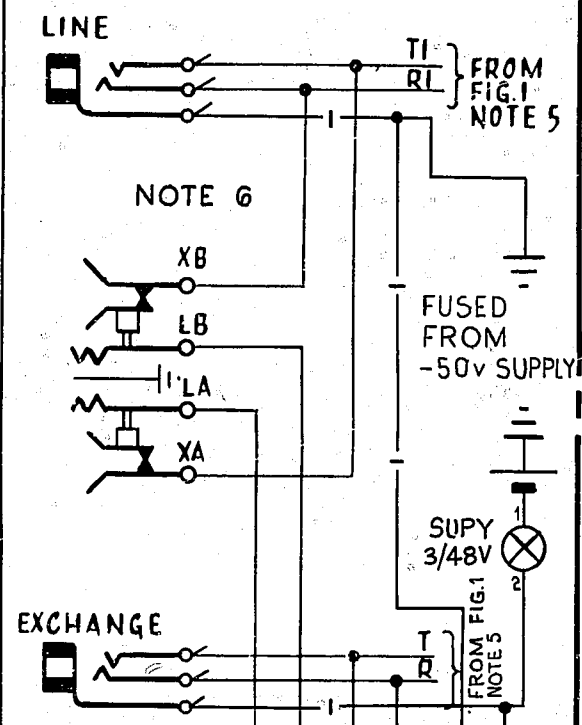 LINE
T1
R1
FROM
FIG.1
NOTE 5
NOTE 6
XB
LB
LA
XA
FUSED
FROM
-50v SUPPLY
1
SUPY
3/48V
2
EXCHANGE
T
R
FROM FIG.1
NOTE 5